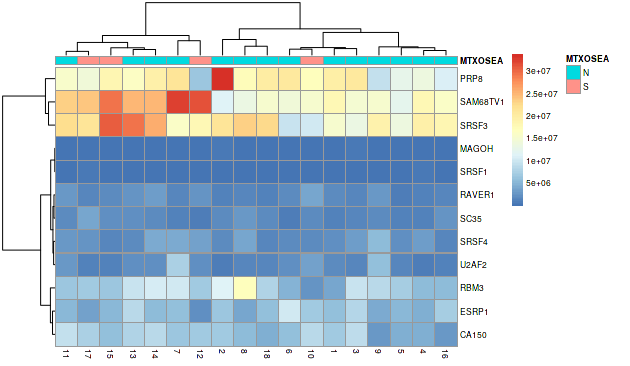 MTXOSEA
MTXOSEA
N
S
PRP8
SAM68TV1
SRSF3
MAGOH
SRSF1
RAVER1
SC35
SRSF4
U2AF2
RBM3
ESRP1
CA150
3e+07
2.5e+07
2e+07
1.5e+07
1e+07
5e+06
11 17 15 13 14 7 12 2 8 18 6 10 1 3 9 5 4 16